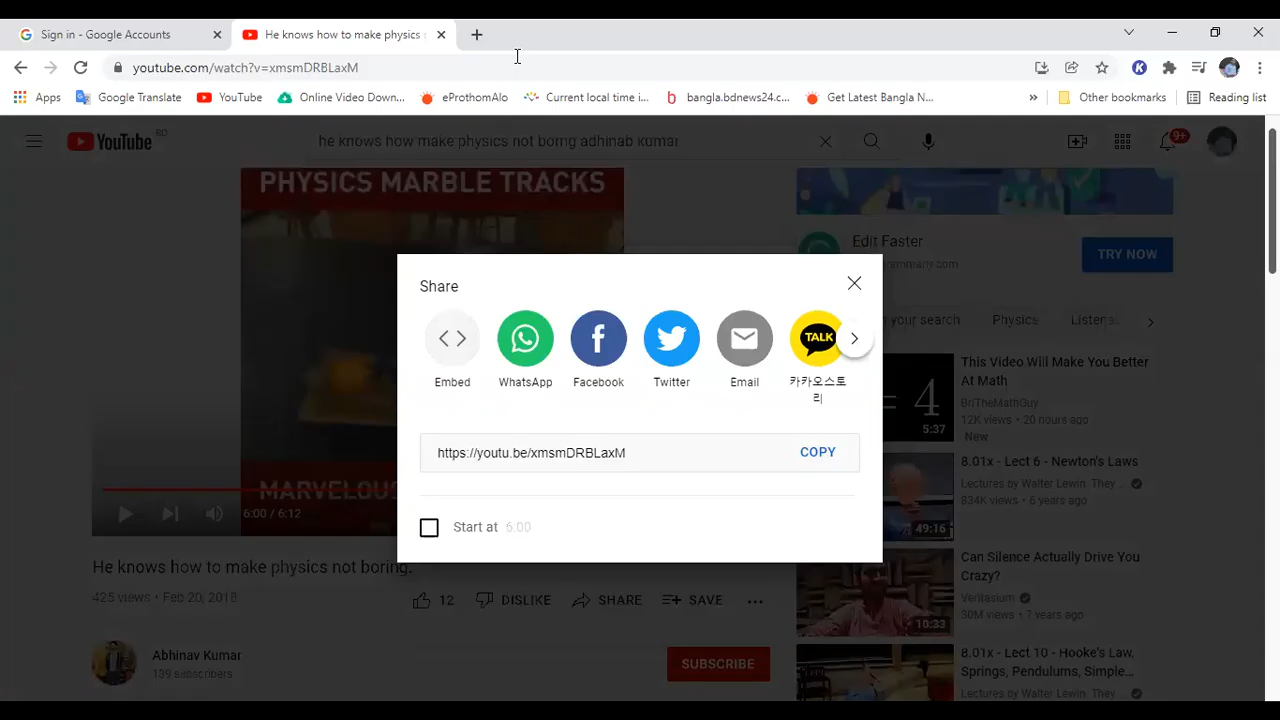 Sign in - Google Accounts
He knows how to make physics
youtube.com/watch?v=xmsmDRBLaxM
Apps
Google Translate
YouTube
Online Video Down...
eProthomAlo
Current local time i...
bangla.bdnews24.c...
Get Latest Bangla N...
»
Other bookmarks
Reading list
YouTube BD
he knows how make physics not borng adhinab kumar
9+
PHYSICS MARBLE TRACKS
Edit Faster
TRY NOW
Share
your search
Physics
TALK
Embed
WhatsApp
Facebook
Twitter
Email
카카오스토
리
This Video Will Make You Better
At Math
BriTheMathGuy
12K views • 20 hours ago
New
= 4
5:37
https://youtu.be/xmsmDRBLaxM
COPY
8.01x - Lect 6 - Newton's Laws
Lectures by Walter Lewin. They ...
834K views • 6 years ago
49:16
MARVELOUS
6:00 / 6:12
Start at 6:00
He knows how to make physics not boring.
425 views • Feb 20, 2018
12
DISLIKE
SHARE
SAVE
Can Silence Actually Drive You
Crazy?
Veritasium
30M views • 7 years ago
10:33
Abhinav Kumar
139 subscribers
SUBSCRIBE
8.01x - Lect 10 - Hooke's Law,
Springs, Pendulums, Simple...
Lectures by Walter Lewin. They ...